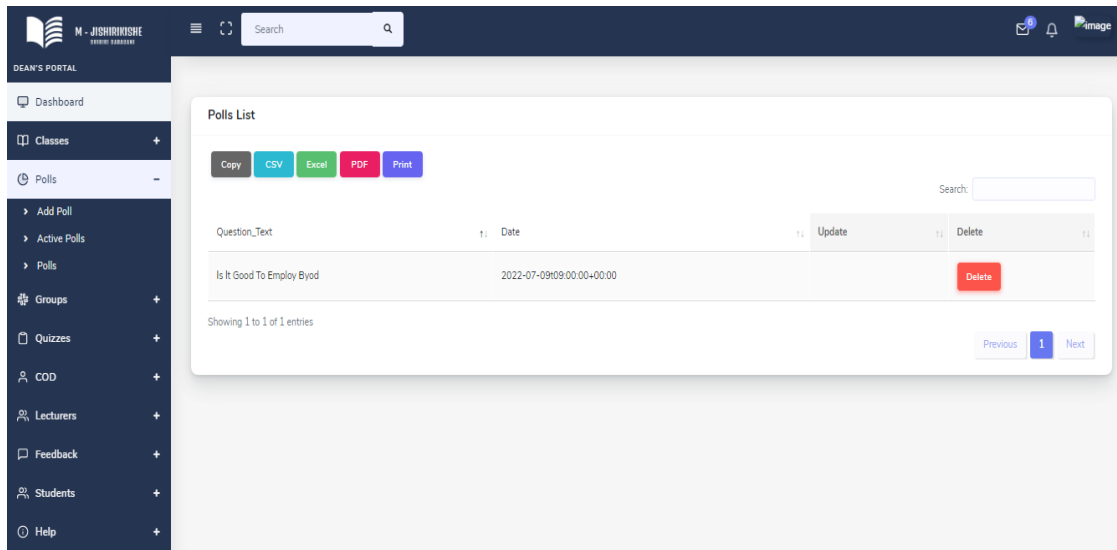 M - JISHIRIKISHE
DEAN'S PORTAL
Dashboard
Classes +
Polls -
Add Poll
Active Polls
Polls
Groups +
Quizzes +
COD +
Lecturers +
Feedback +
Students +
Help +
Search
6
image
Polls List
Copy CSV Excel PDF Print
Search:
Question_Text Date Update Delete
Is It Good To Employ Byod 2022-07-09t09:00:00+00:00 Delete
Showing 1 to 1 of 1 entries
Previous 1 Next